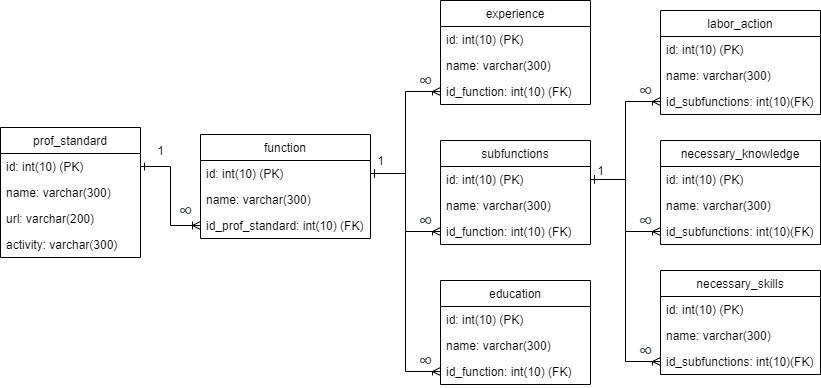 prof_standard
id: int(10) (PK)
name: varchar(300)
url: varchar(200)
activity: varchar(300)
1
∞
function
id: int(10) (PK)
name: varchar(300)
id_prof_standard: int(10) (FK)
1
∞
experience
id: int(10) (PK)
name: varchar(300)
id_function: int(10) (FK)
∞
subfunctions
id: int(10) (PK)
name: varchar(300)
id_function: int(10) (FK)
∞
education
id: int(10) (PK)
name: varchar(300)
id_function: int(10) (FK)
1
∞
labor_action
id: int(10) (PK)
name: varchar(300)
id_subfunctions: int(10)(FK)
∞
necessary_knowledge
id: int(10) (PK)
name: varchar(300)
id_subfunctions: int(10)(FK)
∞
necessary_skills
id: int(10) (PK)
name: varchar(300)
id_subfunctions: int(10)(FK)